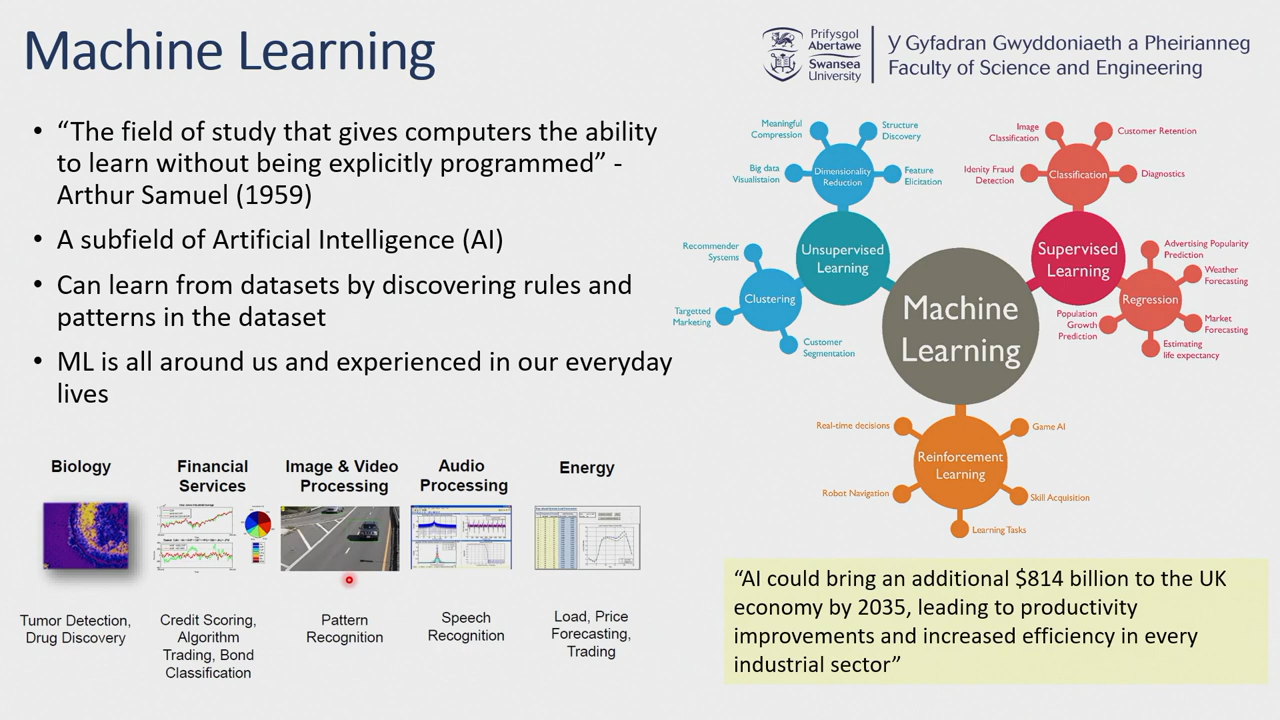 Machine Learning
Prifysgol
Abertawe
Swansea
University
Y Gyfadran Gwyddoniaeth a Pheirianneg
Faculty of Science and Engineering
• “The field of study that gives computers the ability
to learn without being explicitly programmed” -
Arthur Samuel (1959)
• A subfield of Artificial Intelligence (AI)
• Can learn from datasets by discovering rules and
patterns in the dataset
• ML is all around us and experienced in our everyday
lives
Biology
Tumor Detection,
Drug Discovery
Financial
Services
Credit Scoring,
Algorithm
Trading, Bond
Classification
Image & Video
Processing
Pattern
Recognition
Audio
Processing
Speech
Recognition
Energy
Load, Price
Forecasting,
Trading
Machine
Learning
Unsupervised
Learning
Dimensionality
Reduction
Meaningful
Compression
Structure
Discovery
Big data
Visualistaion
Feature
Elicitation
Clustering
Recommender
Systems
Targetted
Marketing
Customer
Segmentation
Supervised
Learning
Classification
Image
Classification
Customer Retention
Idenity Fraud
Detection
Diagnostics
Regression
Advertising Popularity
Prediction
Weather
Forecasting
Population
Growth
Prediction
Market
Forecasting
Estimating
life expectancy
Reinforcement
Learning
Real-time decisions
Game AI
Robot Navigation
Skill Acquisition
Learning Tasks
“AI could bring an additional $814 billion to the UK
economy by 2035, leading to productivity
improvements and increased efficiency in every
industrial sector”